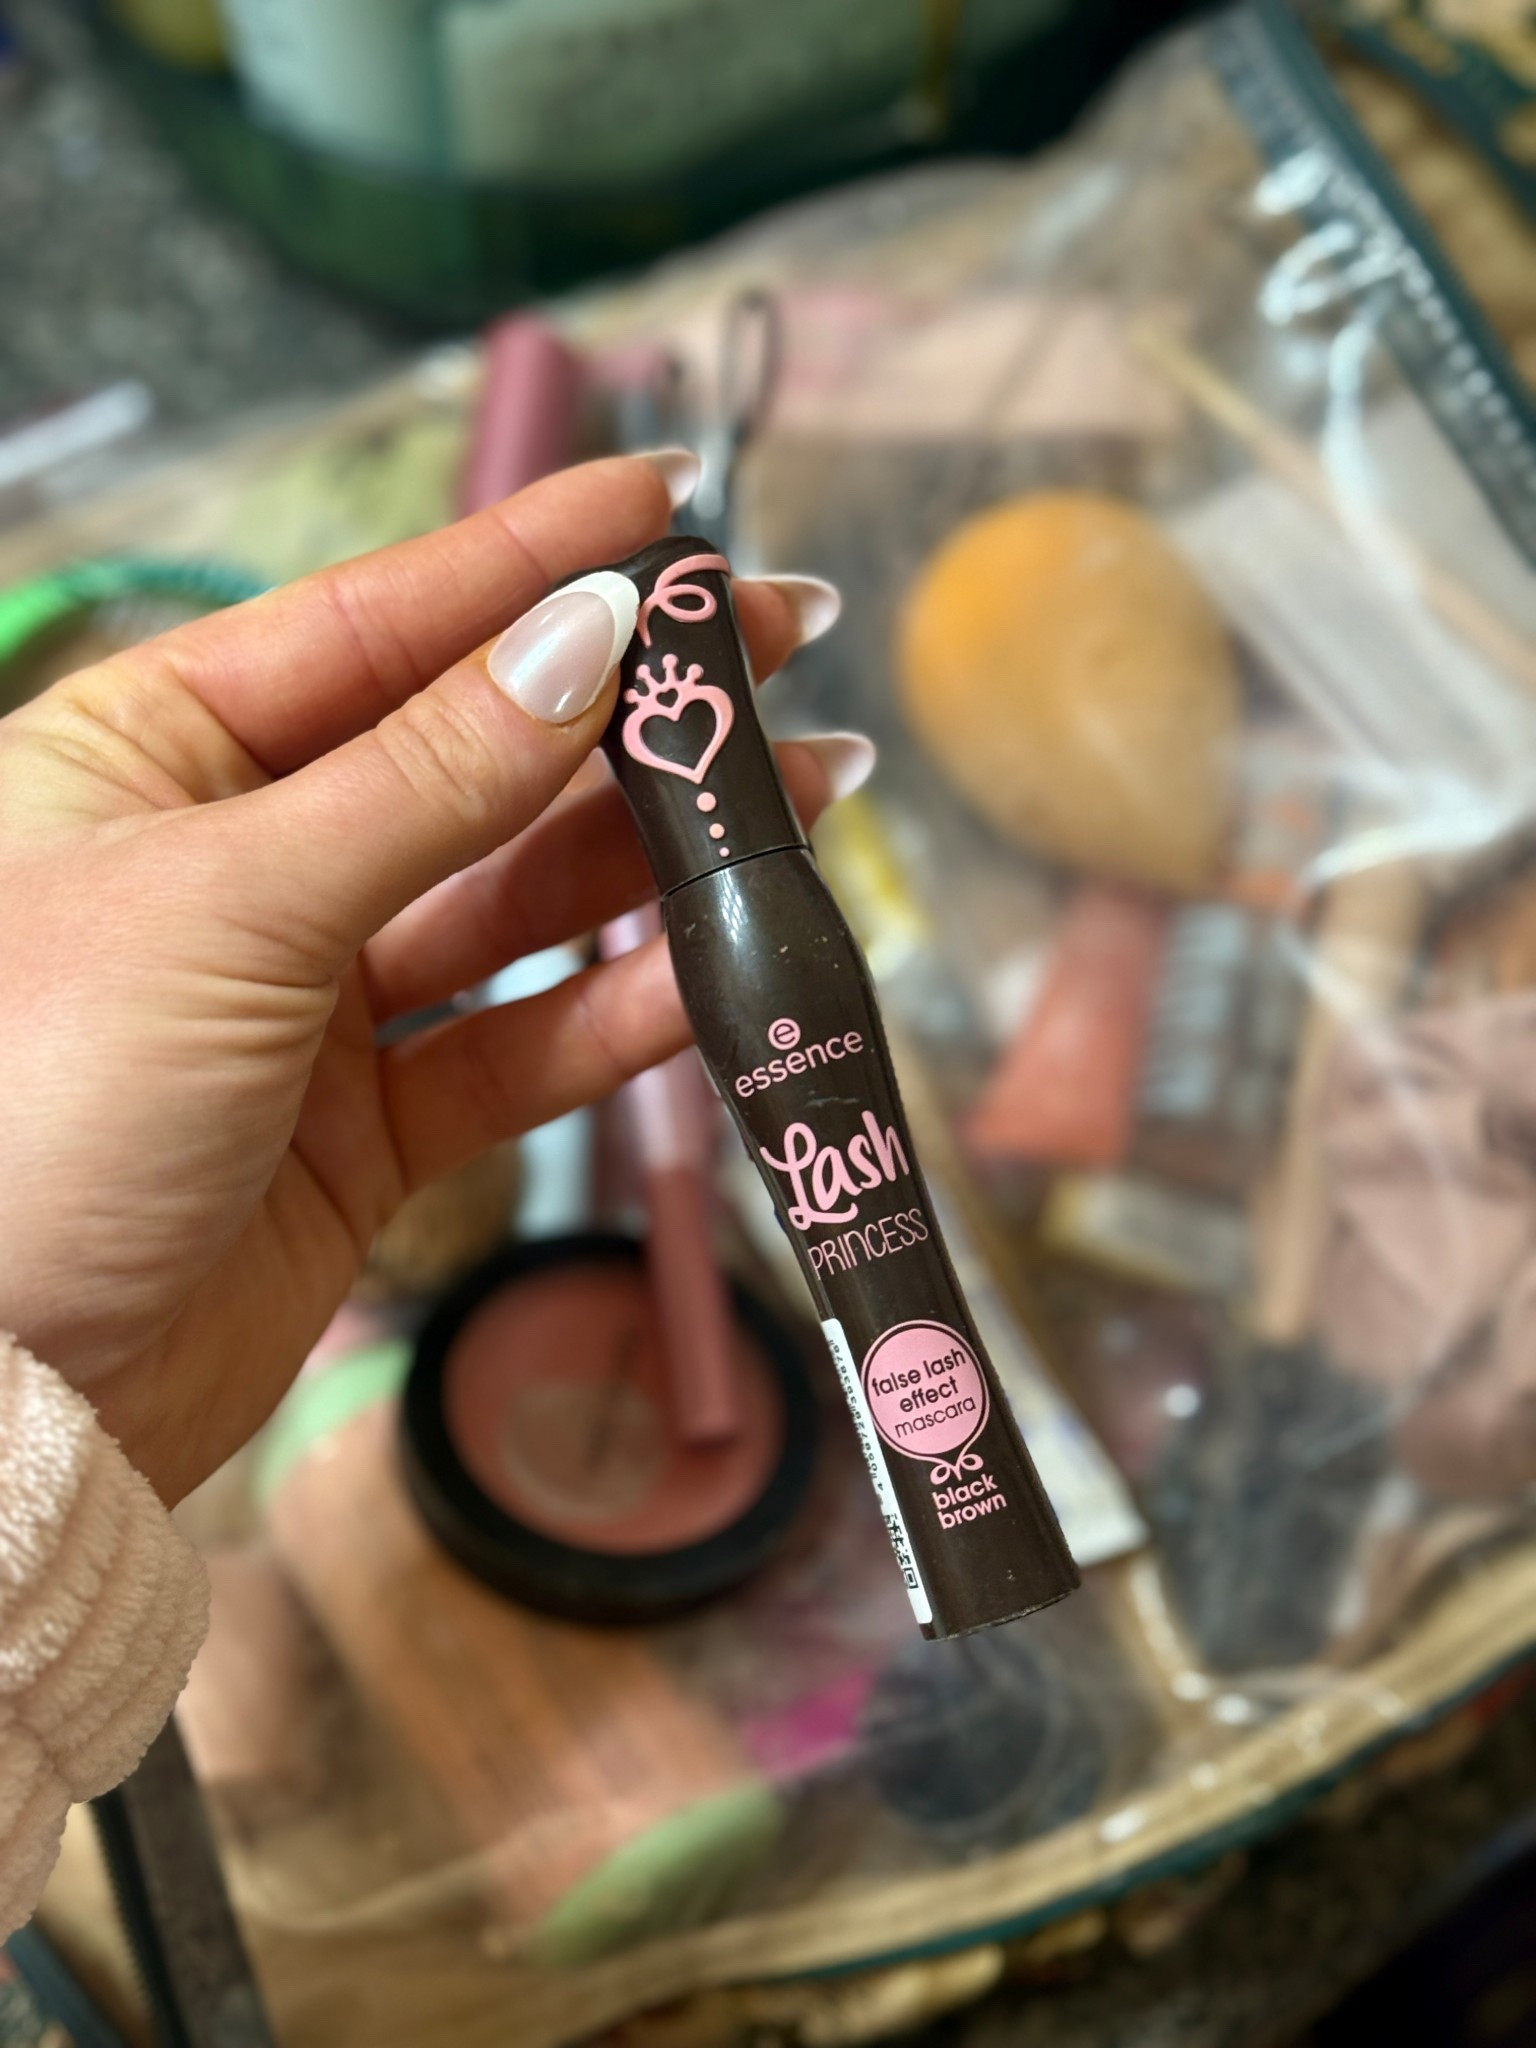 e
essence
Lash
PRINCESS
false lash
effect
mascara
black
brown